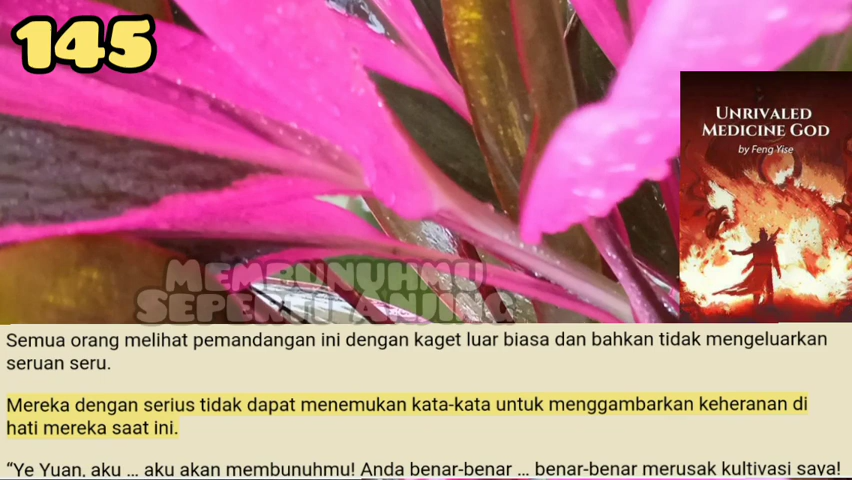 145
UNRIVALED
MEDICINE GOD
by Feng Yise
MEMBUNUHMU
SEPERTI ANJING
Semua orang melihat pemandangan ini dengan kaget luar biasa dan bahkan tidak mengeluarkan
seruan seru.
Mereka dengan serius tidak dapat menemukan kata-kata untuk menggambarkan keheranan di
hati mereka saat ini.
“Ye Yuan, aku ... aku akan membunuhmu! Anda benar-benar ... benar-benar merusak kultivasi saya!